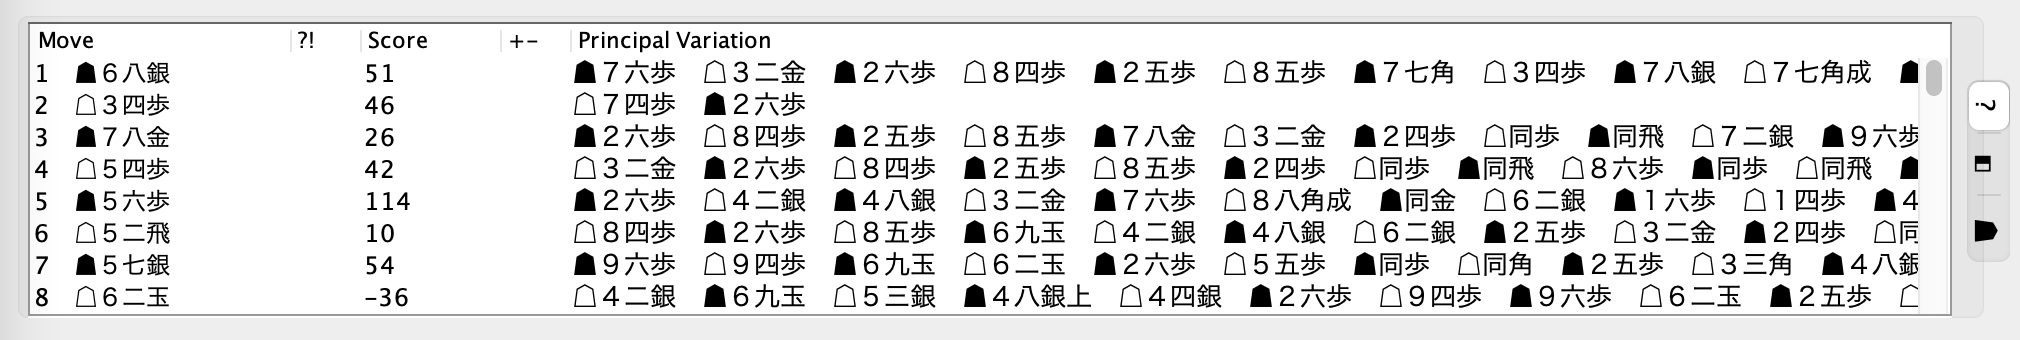 Move ?! Score +- Principal Variation
1 ☗６八銀 51 ☗７六歩 ☖３二金 ☗２六歩 ☖８四歩 ☗２五歩 ☖８五歩 ☗７七角 ☖３四歩 ☗７八銀 ☖７七角成 ☗
2 ☖３四歩 46 ☖７四歩 ☗２六歩
3 ☗７八金 26 ☗２六歩 ☖８四歩 ☗２五歩 ☖８五歩 ☗７八金 ☖３二金 ☗２四歩 ☖同歩 ☗同飛 ☖７二銀 ☗９六歩
4 ☖５四歩 42 ☖３二金 ☗２六歩 ☖８四歩 ☗２五歩 ☖８五歩 ☗２四歩 ☖同歩 ☗同飛 ☖８六歩 ☗同歩 ☖同飛 ☗
5 ☗５六歩 114 ☗２六歩 ☖４二銀 ☗４八銀 ☖３二金 ☗７六歩 ☖８八角成 ☗同金 ☖６二銀 ☗１六歩 ☖１四歩 ☗４
6 ☖５二飛 10 ☖８四歩 ☗２六歩 ☖８五歩 ☗６九玉 ☖４二銀 ☗４八銀 ☖６二銀 ☗２五歩 ☖３二金 ☗２四歩 ☖同
7 ☗５七銀 54 ☗９六歩 ☖９四歩 ☗６九玉 ☖６二玉 ☗２六歩 ☖５五歩 ☗同歩 ☖同角 ☗２五歩 ☖３三角 ☗４八銀
8 ☖６二玉 -36 ☖４二銀 ☗６九玉 ☖５三銀 ☗４八銀上 ☖４四銀 ☗２六歩 ☖９四歩 ☗９六歩 ☖６二玉 ☗２五歩 ☖
?